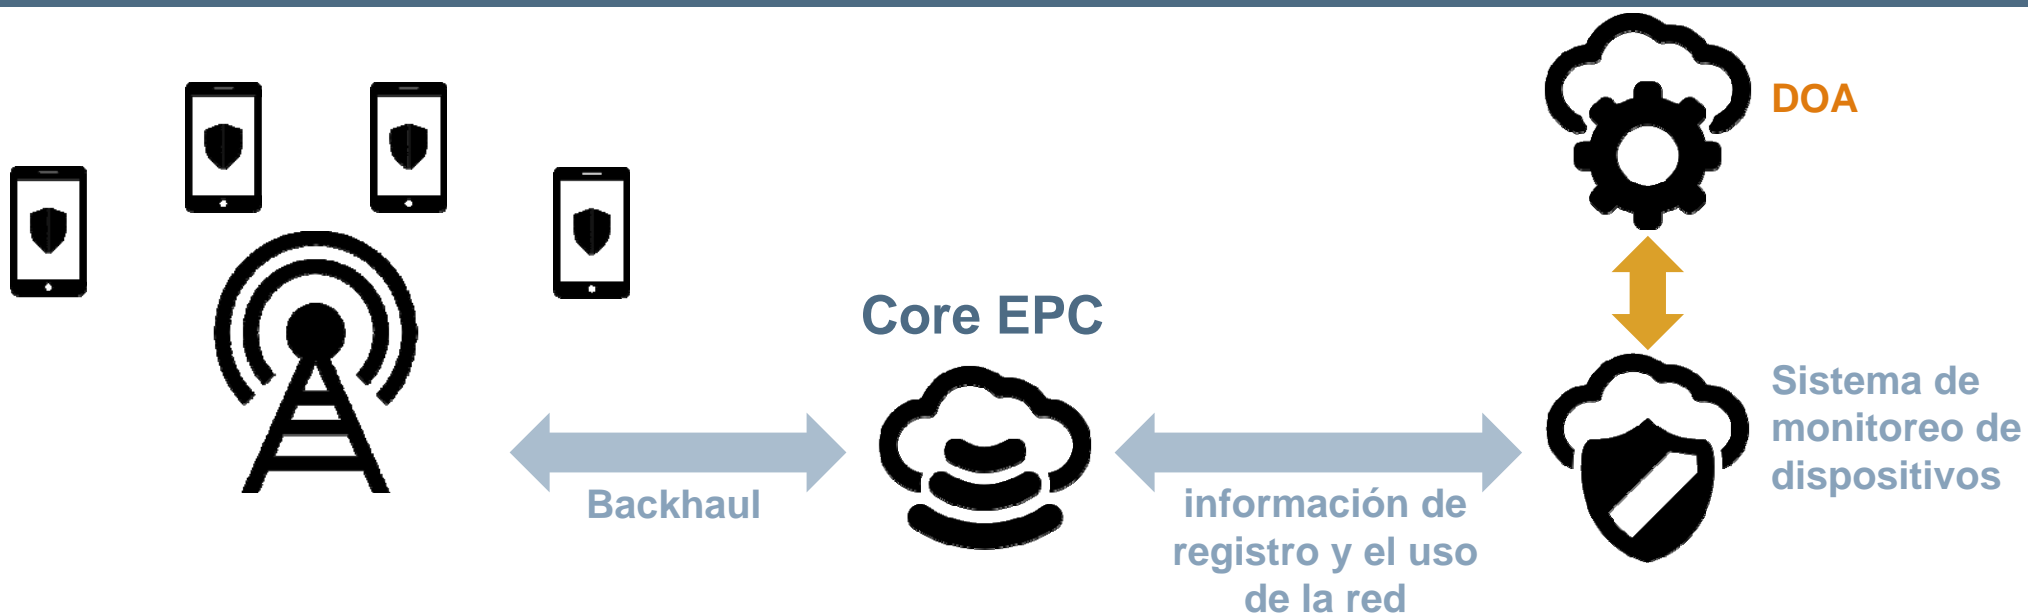 DOA
Core EPC
Sistema de
monitoreo de
dispositivos
Backhaul
información de
registro y el uso
de la red